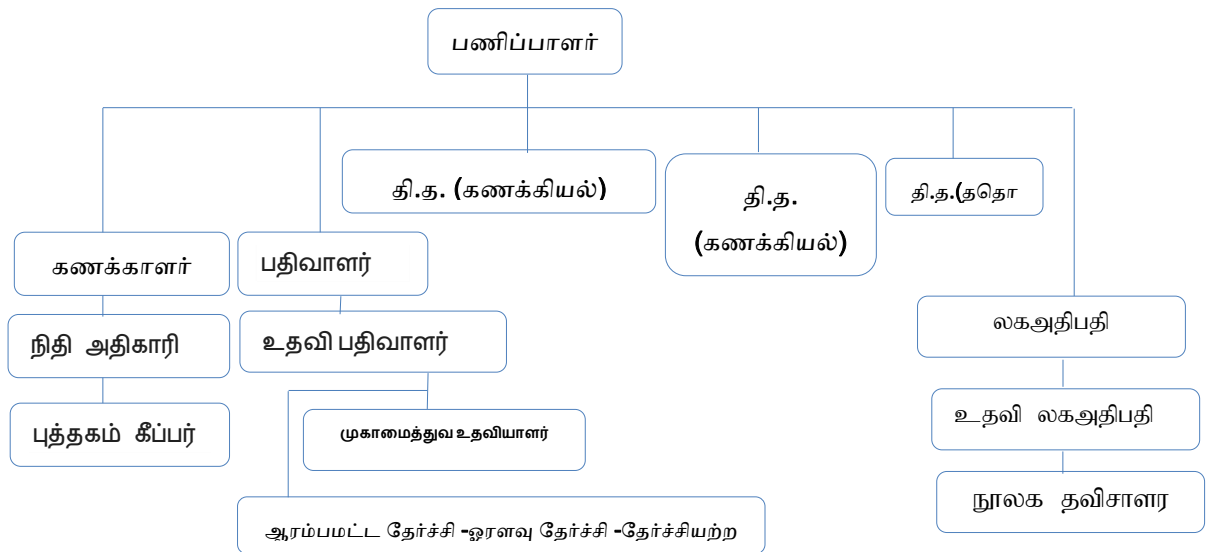 பணிப்பாளர்
தி.த. (கணக்கியல்)
தி.த.
(கணக்கியல்)
தி.த.(ததொ
கணக்காளர்
பதிவாளர்
நிதி அதிகாரி
உதவி பதிவாளர்
லகஅதிபதி
புத்தகம் கீப்பர்
முகாமைத்துவ உதவியாளர்
உதவி லகஅதிபதி
நூலக தவிசாளர
ஆரம்பமட்ட தேர்ச்சி -ஓரளவு தேர்ச்சி -தேர்ச்சியற்ற